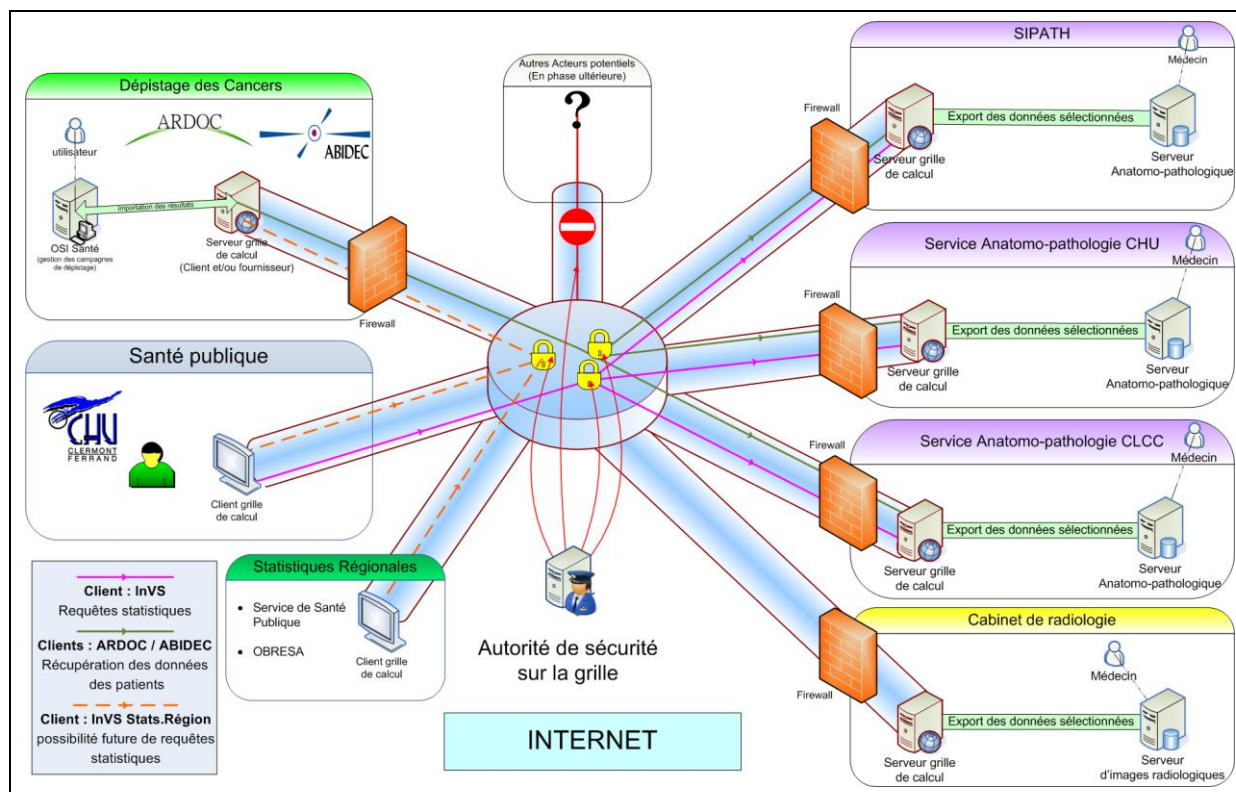 Dépistage des Cancers
ARDOC
ABIDEC
utilisateur
Importation des résultats
OSI Santé
(gestion des campagnes
de dépistage)
Serveur grille
de calcul
(Client et/ou fournisseur)
Firewall
Autres Acteurs potentiels
(En phase ultérieure)
?
SIPATH
Médecin
Firewall
Export des données sélectionnées
Serveur grille
de calcul
Serveur
Anatomo-pathologique
Service Anatomo-pathologie CHU
Médecin
Firewall
Export des données sélectionnées
Serveur grille
de calcul
Serveur
Anatomo-pathologique
Santé publique
CHU
CLERMONT
FERRAND
Client grille
de calcul
Service Anatomo-pathologie CLCC
Médecin
Firewall
Export des données sélectionnées
Serveur grille
de calcul
Serveur
Anatomo-pathologique
Statistiques Régionales
• Service de Santé
Publique
• OBRESA
Client grille
de calcul
Autorité de sécurité
sur la grille
INTERNET
Cabinet de radiologie
Médecin
Firewall
Export des données sélectionnées
Serveur grille
de calcul
Serveur
d'images radiologiques
Client : InVS
Requêtes statistiques
Clients : ARDOC / ABIDEC
Récupération des données
des patients
Client : InVS Stats.Région
possibilité future de requêtes
statistiques